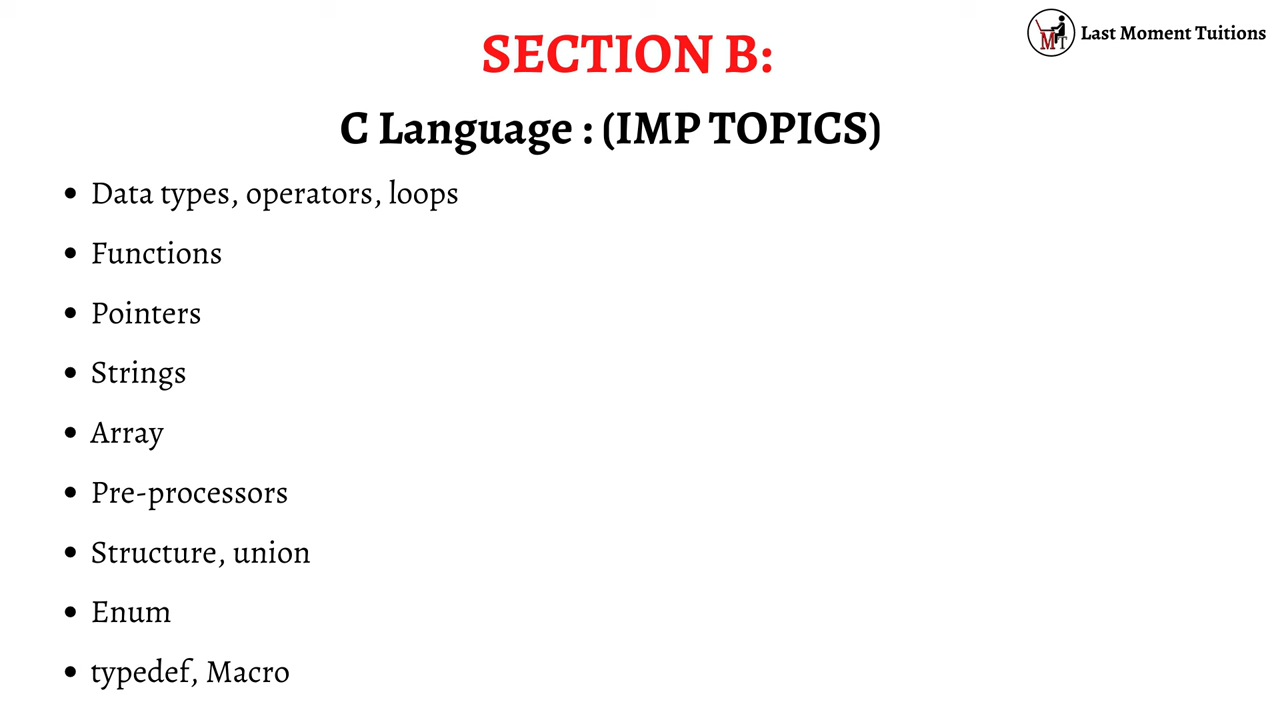 SECTION B:
MT Last Moment Tuitions
C Language : (IMP TOPICS)
• Data types, operators, loops
• Functions
• Pointers
• Strings
• Array
• Pre-processors
• Structure, union
• Enum
• typedef, Macro